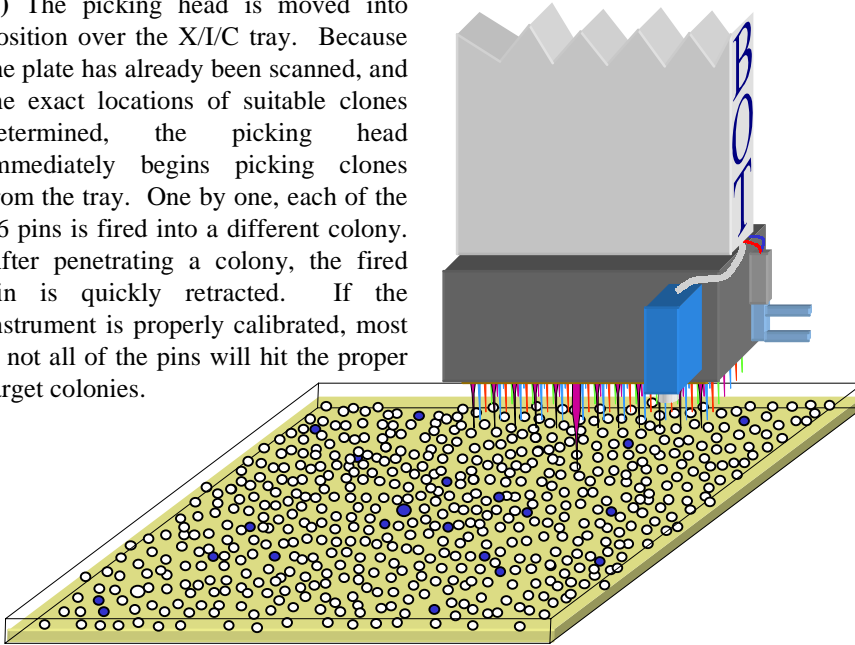 ) The picking head is moved into
osition over the X/I/C tray. Because
he plate has already been scanned, and
he exact locations of suitable clones
etermined, the picking head
mmediately begins picking clones
rom the tray. One by one, each of the
6 pins is fired into a different colony.
fter penetrating a colony, the fired
in is quickly retracted. If the
nstrument is properly calibrated, most
not all of the pins will hit the proper
arget colonies.
BOT